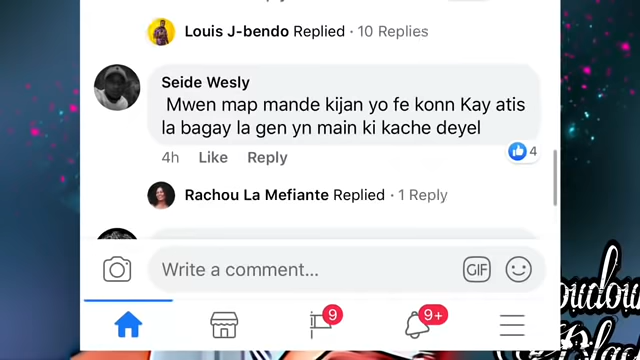 Louis J-bendo Replied · 10 Replies
Seide Wesly
Mwen map mande kijan yo fe konn Kay atis
la bagay la gen yn main ki kache deyel
4h Like Reply
4
Rachou La Mefiante Replied · 1 Reply
Write a comment...
GIF
9
9+